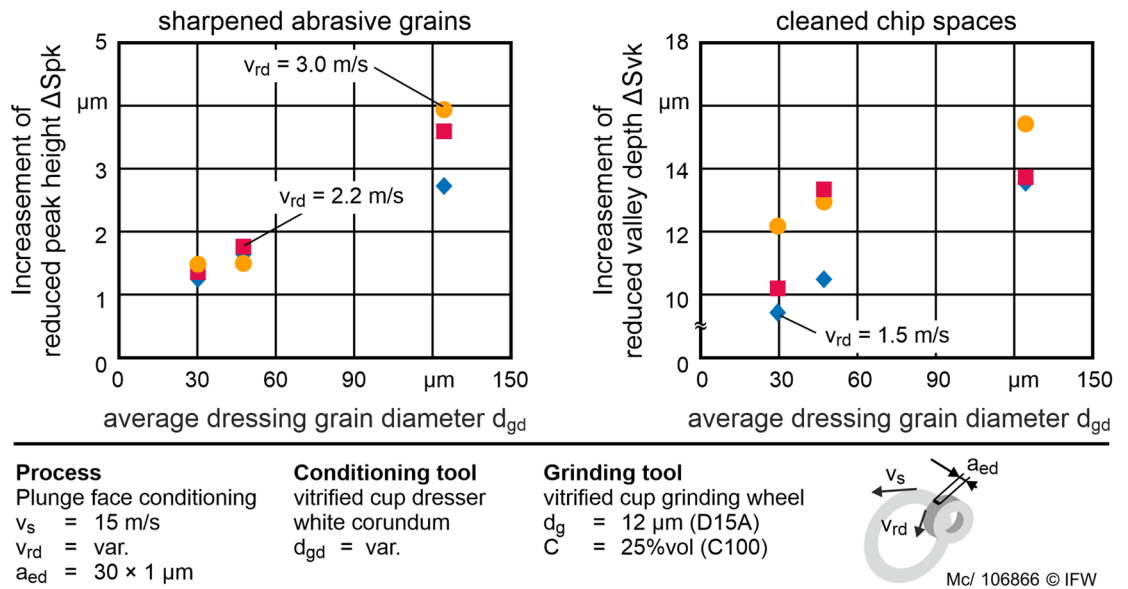 sharpened abrasive grains
cleaned chip spaces
Increasement of
reduced peak height ΔSpk
5
µm
3
2
1
0
0
30
60
90
µm
150
v_rd = 3.0 m/s
v_rd = 2.2 m/s
average dressing grain diameter d_gd
Increasement of
reduced valley depth ΔSvk
18
µm
14
12
10
≈
0
0
30
60
90
µm
150
v_rd = 1.5 m/s
average dressing grain diameter d_gd
Process
Plunge face conditioning
v_s = 15 m/s
v_rd = var.
a_ed = 30 × 1 µm
Conditioning tool
vitrified cup dresser
white corundum
d_gd = var.
Grinding tool
vitrified cup grinding wheel
d_g = 12 µm (D15A)
C = 25%vol (C100)
a_ed
v_s
v_rd
Mc/ 106866 © IFW